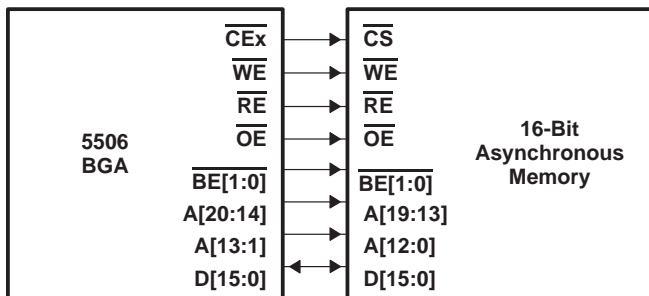 CEx
WE
RE
OE
BE[1:0]
A[20:14]
A[13:1]
D[15:0]
5506
BGA
CS
WE
RE
OE
BE[1:0]
A[19:13]
A[12:0]
D[15:0]
16-Bit
Asynchronous
Memory